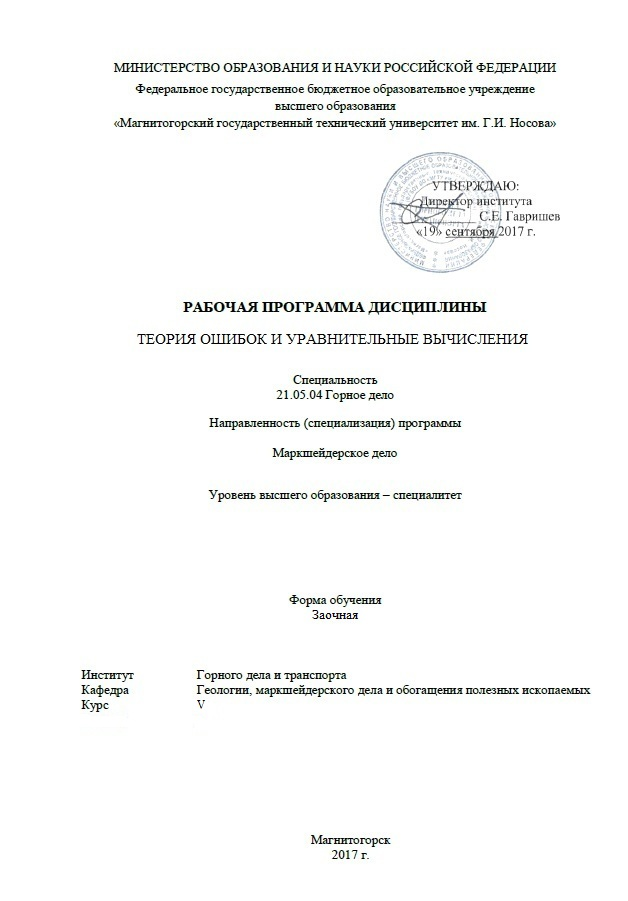 МИНИСТЕРСТВО ОБРАЗОВАНИЯ И НАУКИ РОССИЙСКОЙ ФЕДЕРАЦИИ
Федеральное государственное бюджетное образовательное учреждение
высшего образования
«Магнитогорский государственный технический университет им. Г.И. Носова»
УТВЕРЖДАЮ:
Директор института
С.Е. Гавришев
«19» сентября 2017 г.
РАБОЧАЯ ПРОГРАММА ДИСЦИПЛИНЫ
ТЕОРИЯ ОШИБОК И УРАВНИТЕЛЬНЫЕ ВЫЧИСЛЕНИЯ
Специальность
21.05.04 Горное дело
Направленность (специализация) программы
Маркшейдерское дело
Уровень высшего образования – специалитет
Форма обучения
Заочная
Институт Горного дела и транспорта
Кафедра Геологии, маркшейдерского дела и обогащения полезных ископаемых
Курс V
Магнитогорск
2017 г.